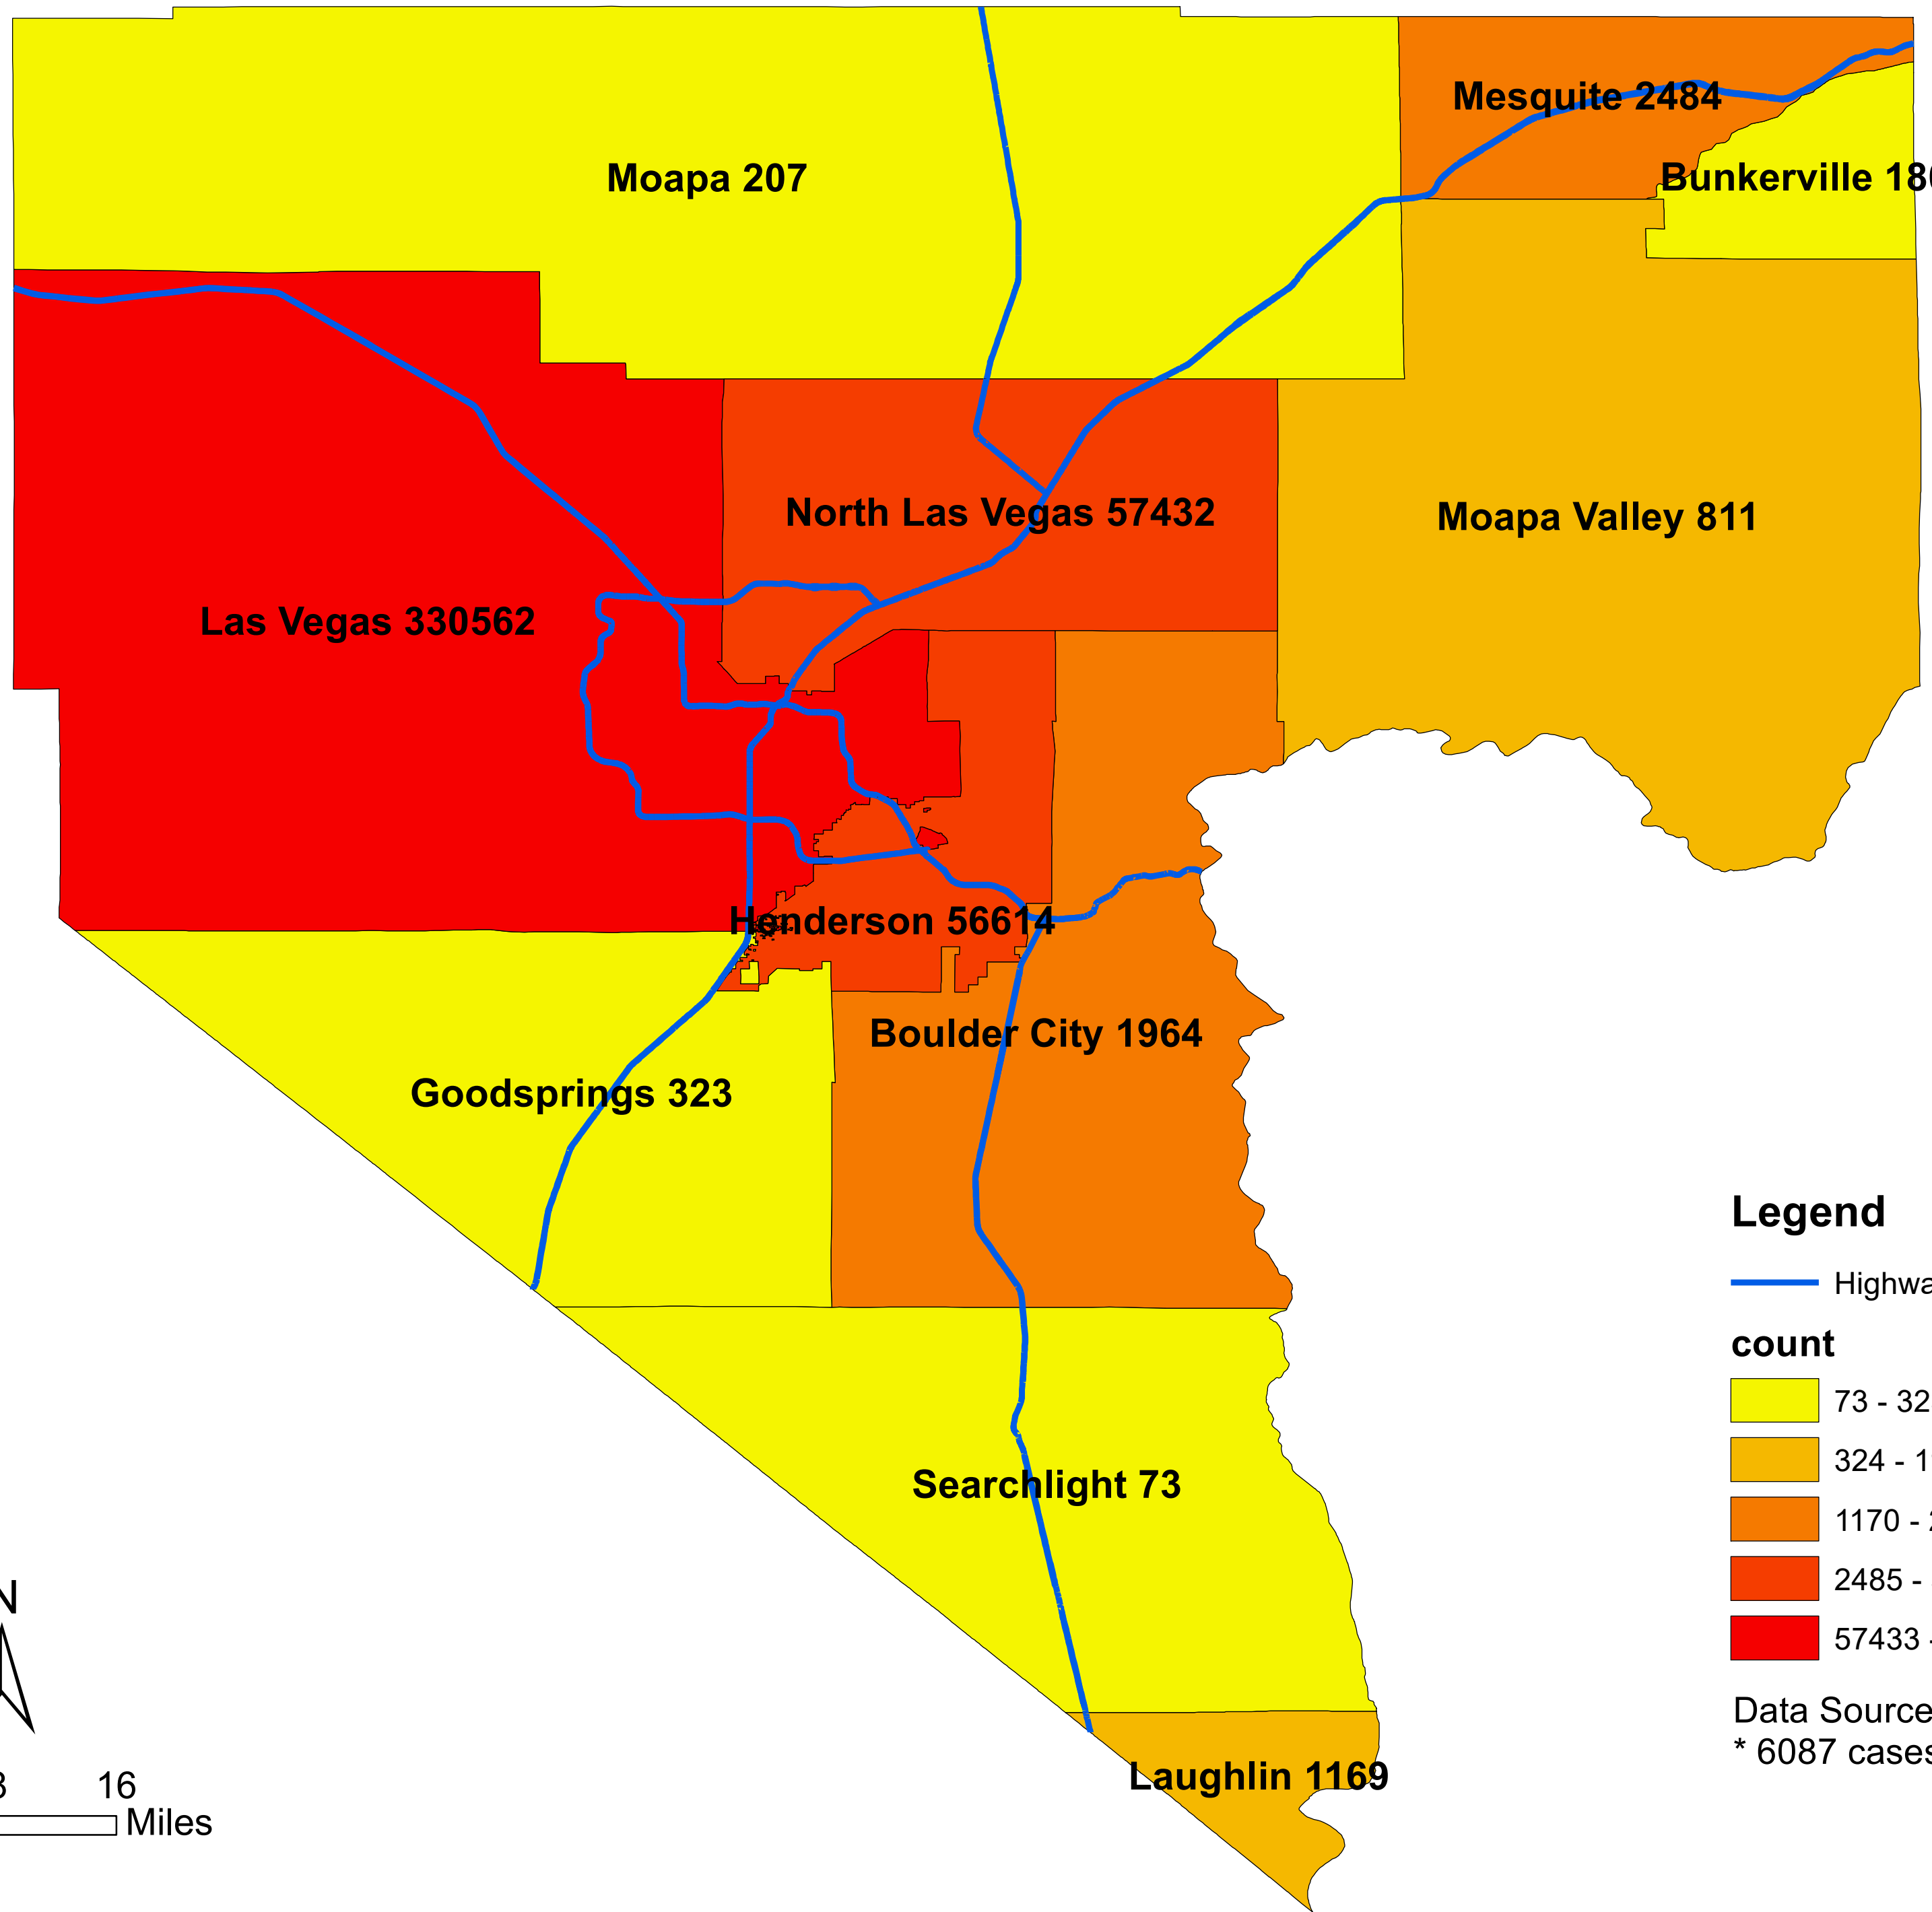 Mesquite 2484
Moapa 207
Bunkerville 18
North Las Vegas 57432
Moapa Valley 811
Las Vegas 330562
Henderson 56614
Boulder City 1964
Goodsprings 323
Legend
Highwa
count
73 - 32
324 - 1
Searchlight 73
1170 -
2485 -
N
57433 -
Data Source
* 6087 cases
Laughlin 1169
16
Miles